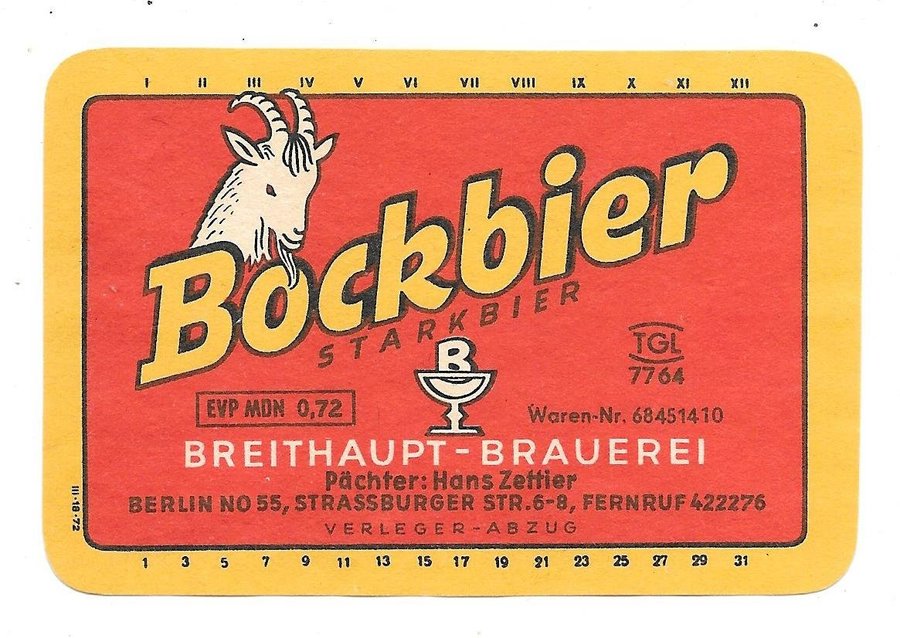 I II III IV V VI VII VIII IX X XI XII
Bockbier
STARKBIER
B
TGL
7764
EVP MDN 0,72
Waren-Nr. 68451410
BREITHAUPT-BRAUEREI
Pächter: Hans Zettier
BERLIN NO 55, STRASSBURGER STR. 6-8, FERNRUF 422276
VERLEGER-ABZUG
III-18-72
1 3 5 7 9 11 13 15 17 19 21 23 25 27 29 31